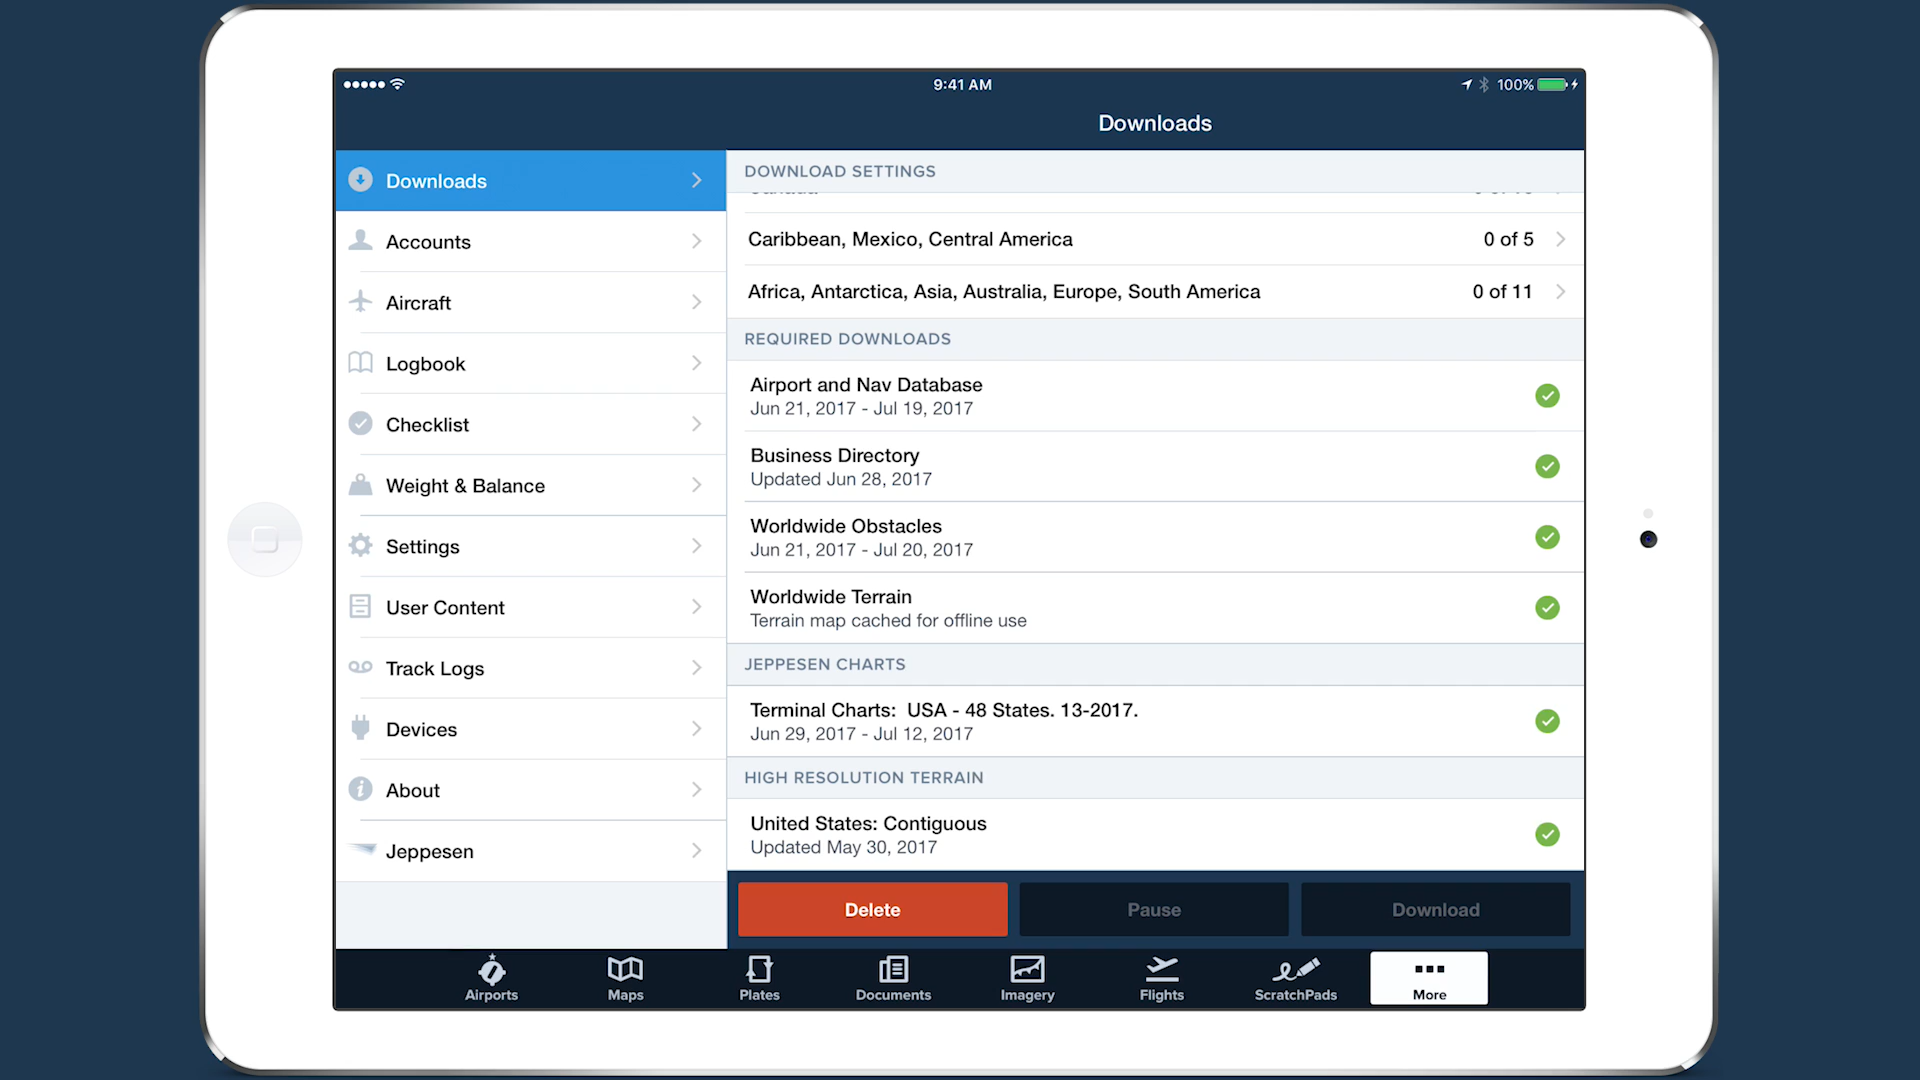 9:41 AM
100%
Downloads
Downloads
Accounts
Aircraft
Logbook
Checklist
Weight & Balance
Settings
User Content
Track Logs
Devices
About
Jeppesen
DOWNLOAD SETTINGS
Caribbean, Mexico, Central America 0 of 5
Africa, Antarctica, Asia, Australia, Europe, South America 0 of 11
REQUIRED DOWNLOADS
Airport and Nav Database
Jun 21, 2017 - Jul 19, 2017
Business Directory
Updated Jun 28, 2017
Worldwide Obstacles
Jun 21, 2017 - Jul 20, 2017
Worldwide Terrain
Terrain map cached for offline use
JEPPESEN CHARTS
Terminal Charts: USA - 48 States. 13-2017.
Jun 29, 2017 - Jul 12, 2017
HIGH RESOLUTION TERRAIN
United States: Contiguous
Updated May 30, 2017
Delete Pause Download
Airports Maps Plates Documents Imagery Flights ScratchPads More